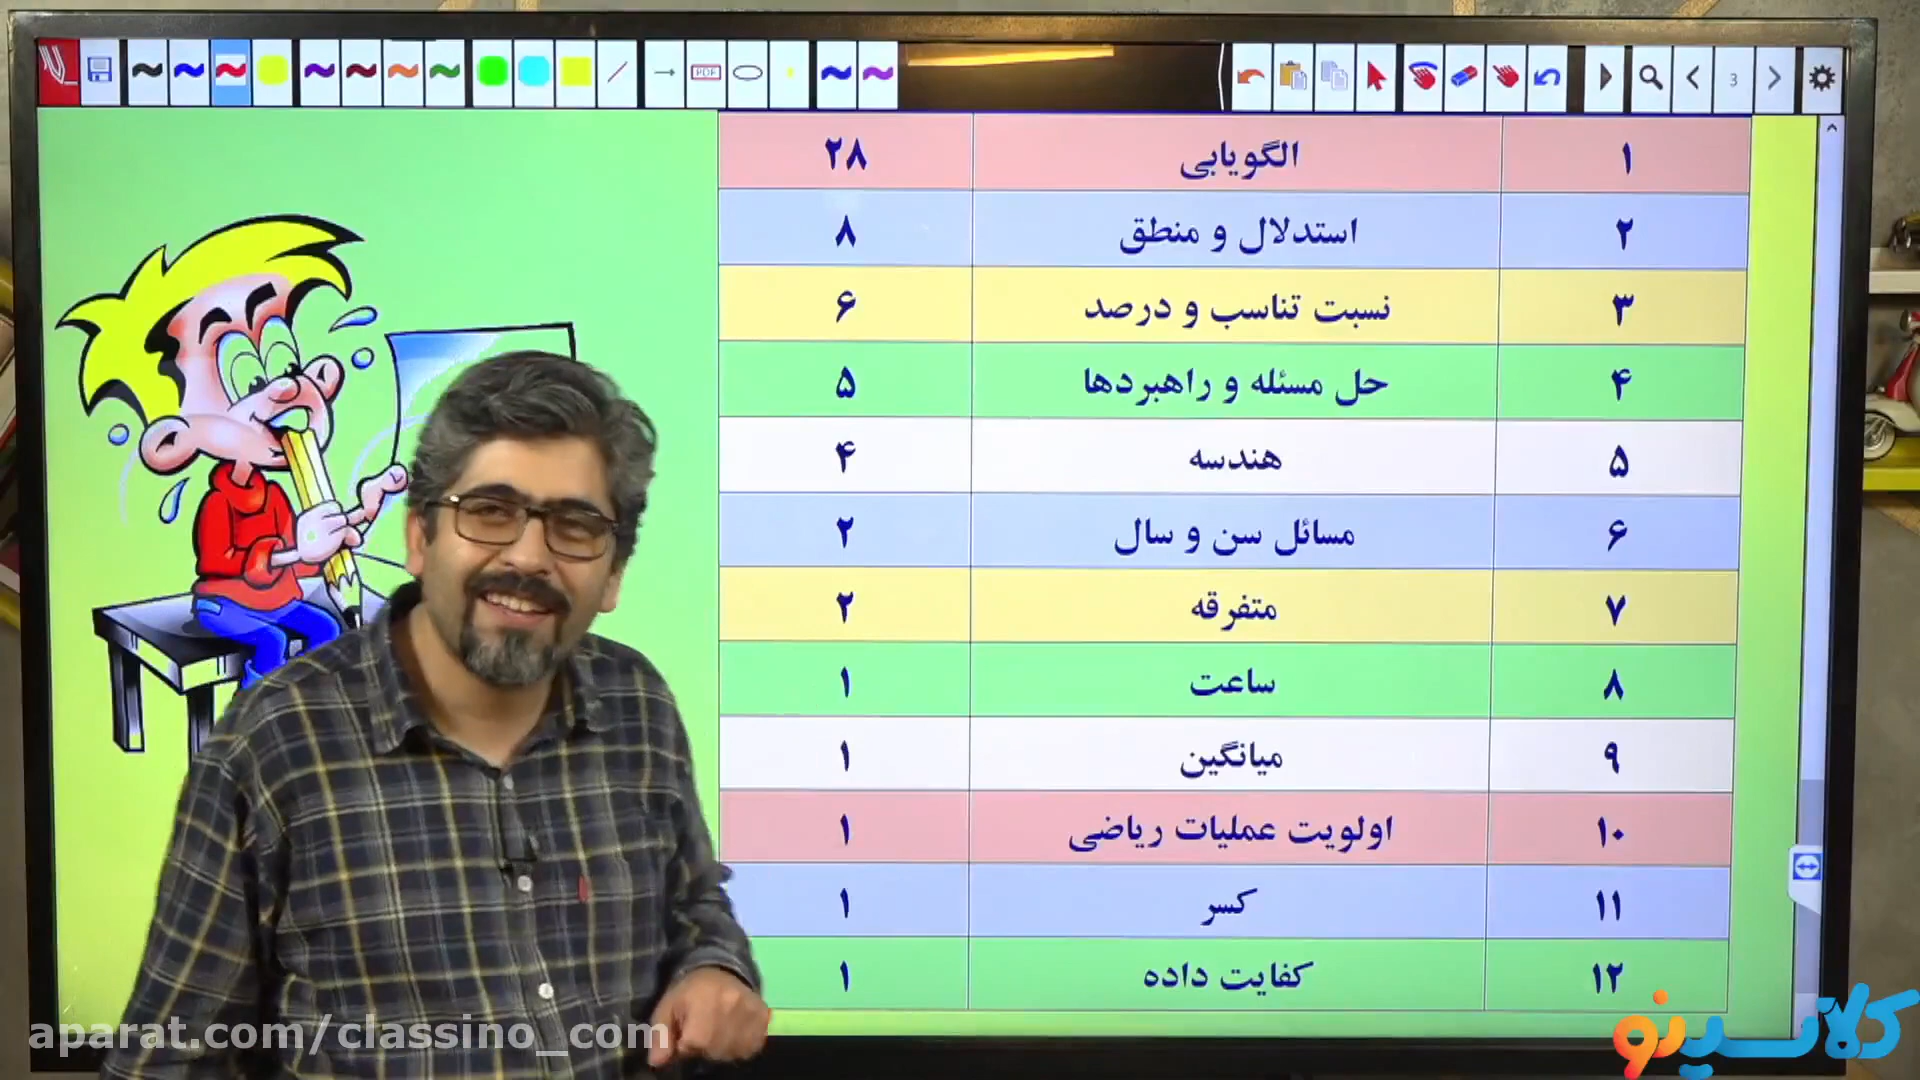 PDF
3
۱ الگویابی ۲۸
۲ استدلال و منطق ۸
۳ نسبت تناسب و درصد ۶
۴ حل مسئله و راهبردها ۵
۵ هندسه ۴
۶ مسائل سن و سال ۲
۷ متفرقه ۲
۸ ساعت ۱
۹ میانگین ۱
۱۰ اولویت عملیات ریاضی ۱
۱۱ کسر ۱
۱۲ کفایت داده ۱
aparat.com/classino_com
کلاسینو